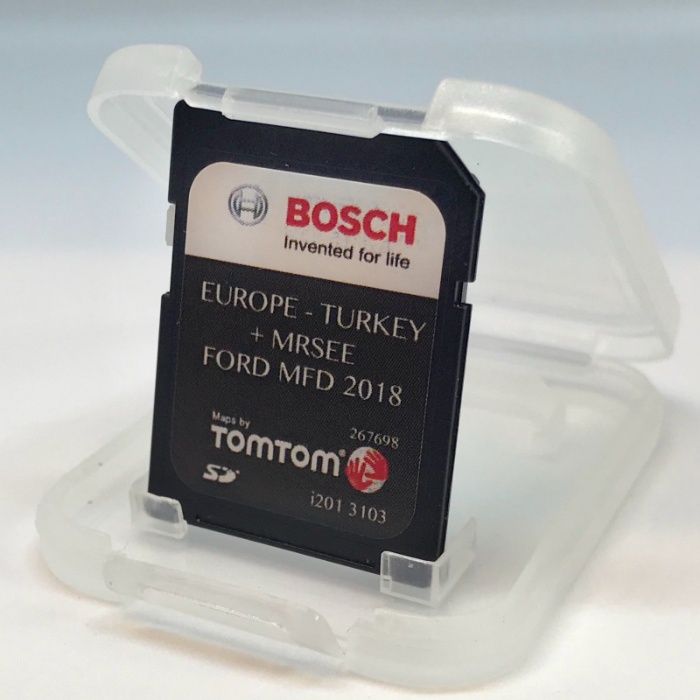 BOSCH
Invented for life
EUROPE - TURKEY
+ MRSEE
FORD MFD 2018
Maps by
267698
TOMTOM
SD
i201 3103